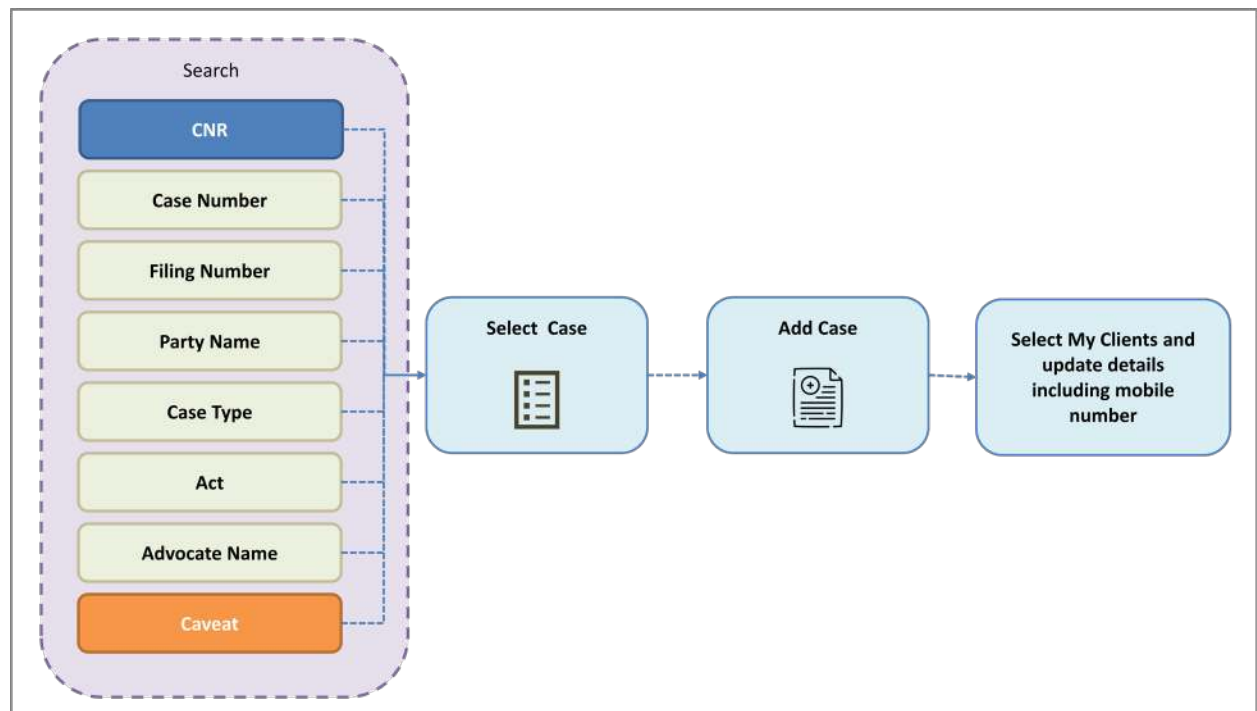 Search
CNR
Case Number
Filing Number
Party Name
Case Type
Act
Advocate Name
Caveat
Select Case
Add Case
Select My Clients and
update details
including mobile
number